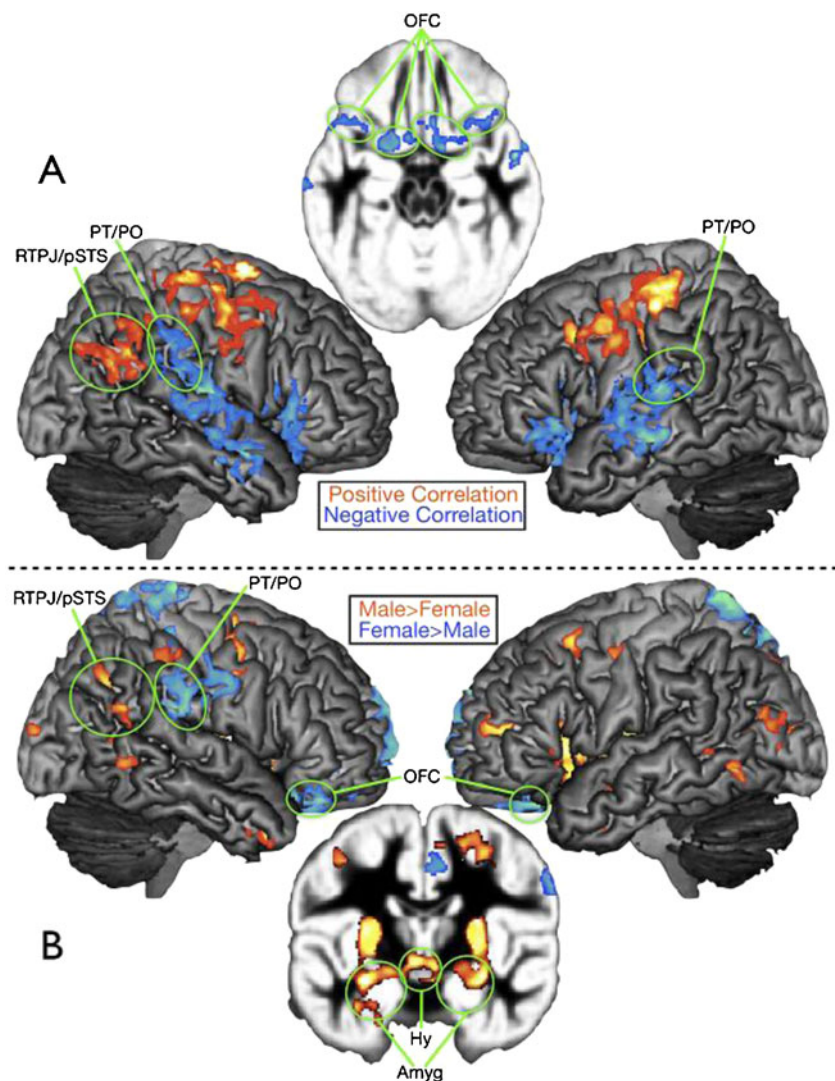 OFC
A
PT/PO
RTPJ/pSTS
PT/PO
Positive Correlation
Negative Correlation
PT/PO
RTPJ/pSTS
Male>Female
Female>Male
OFC
B
Hy
Amyg